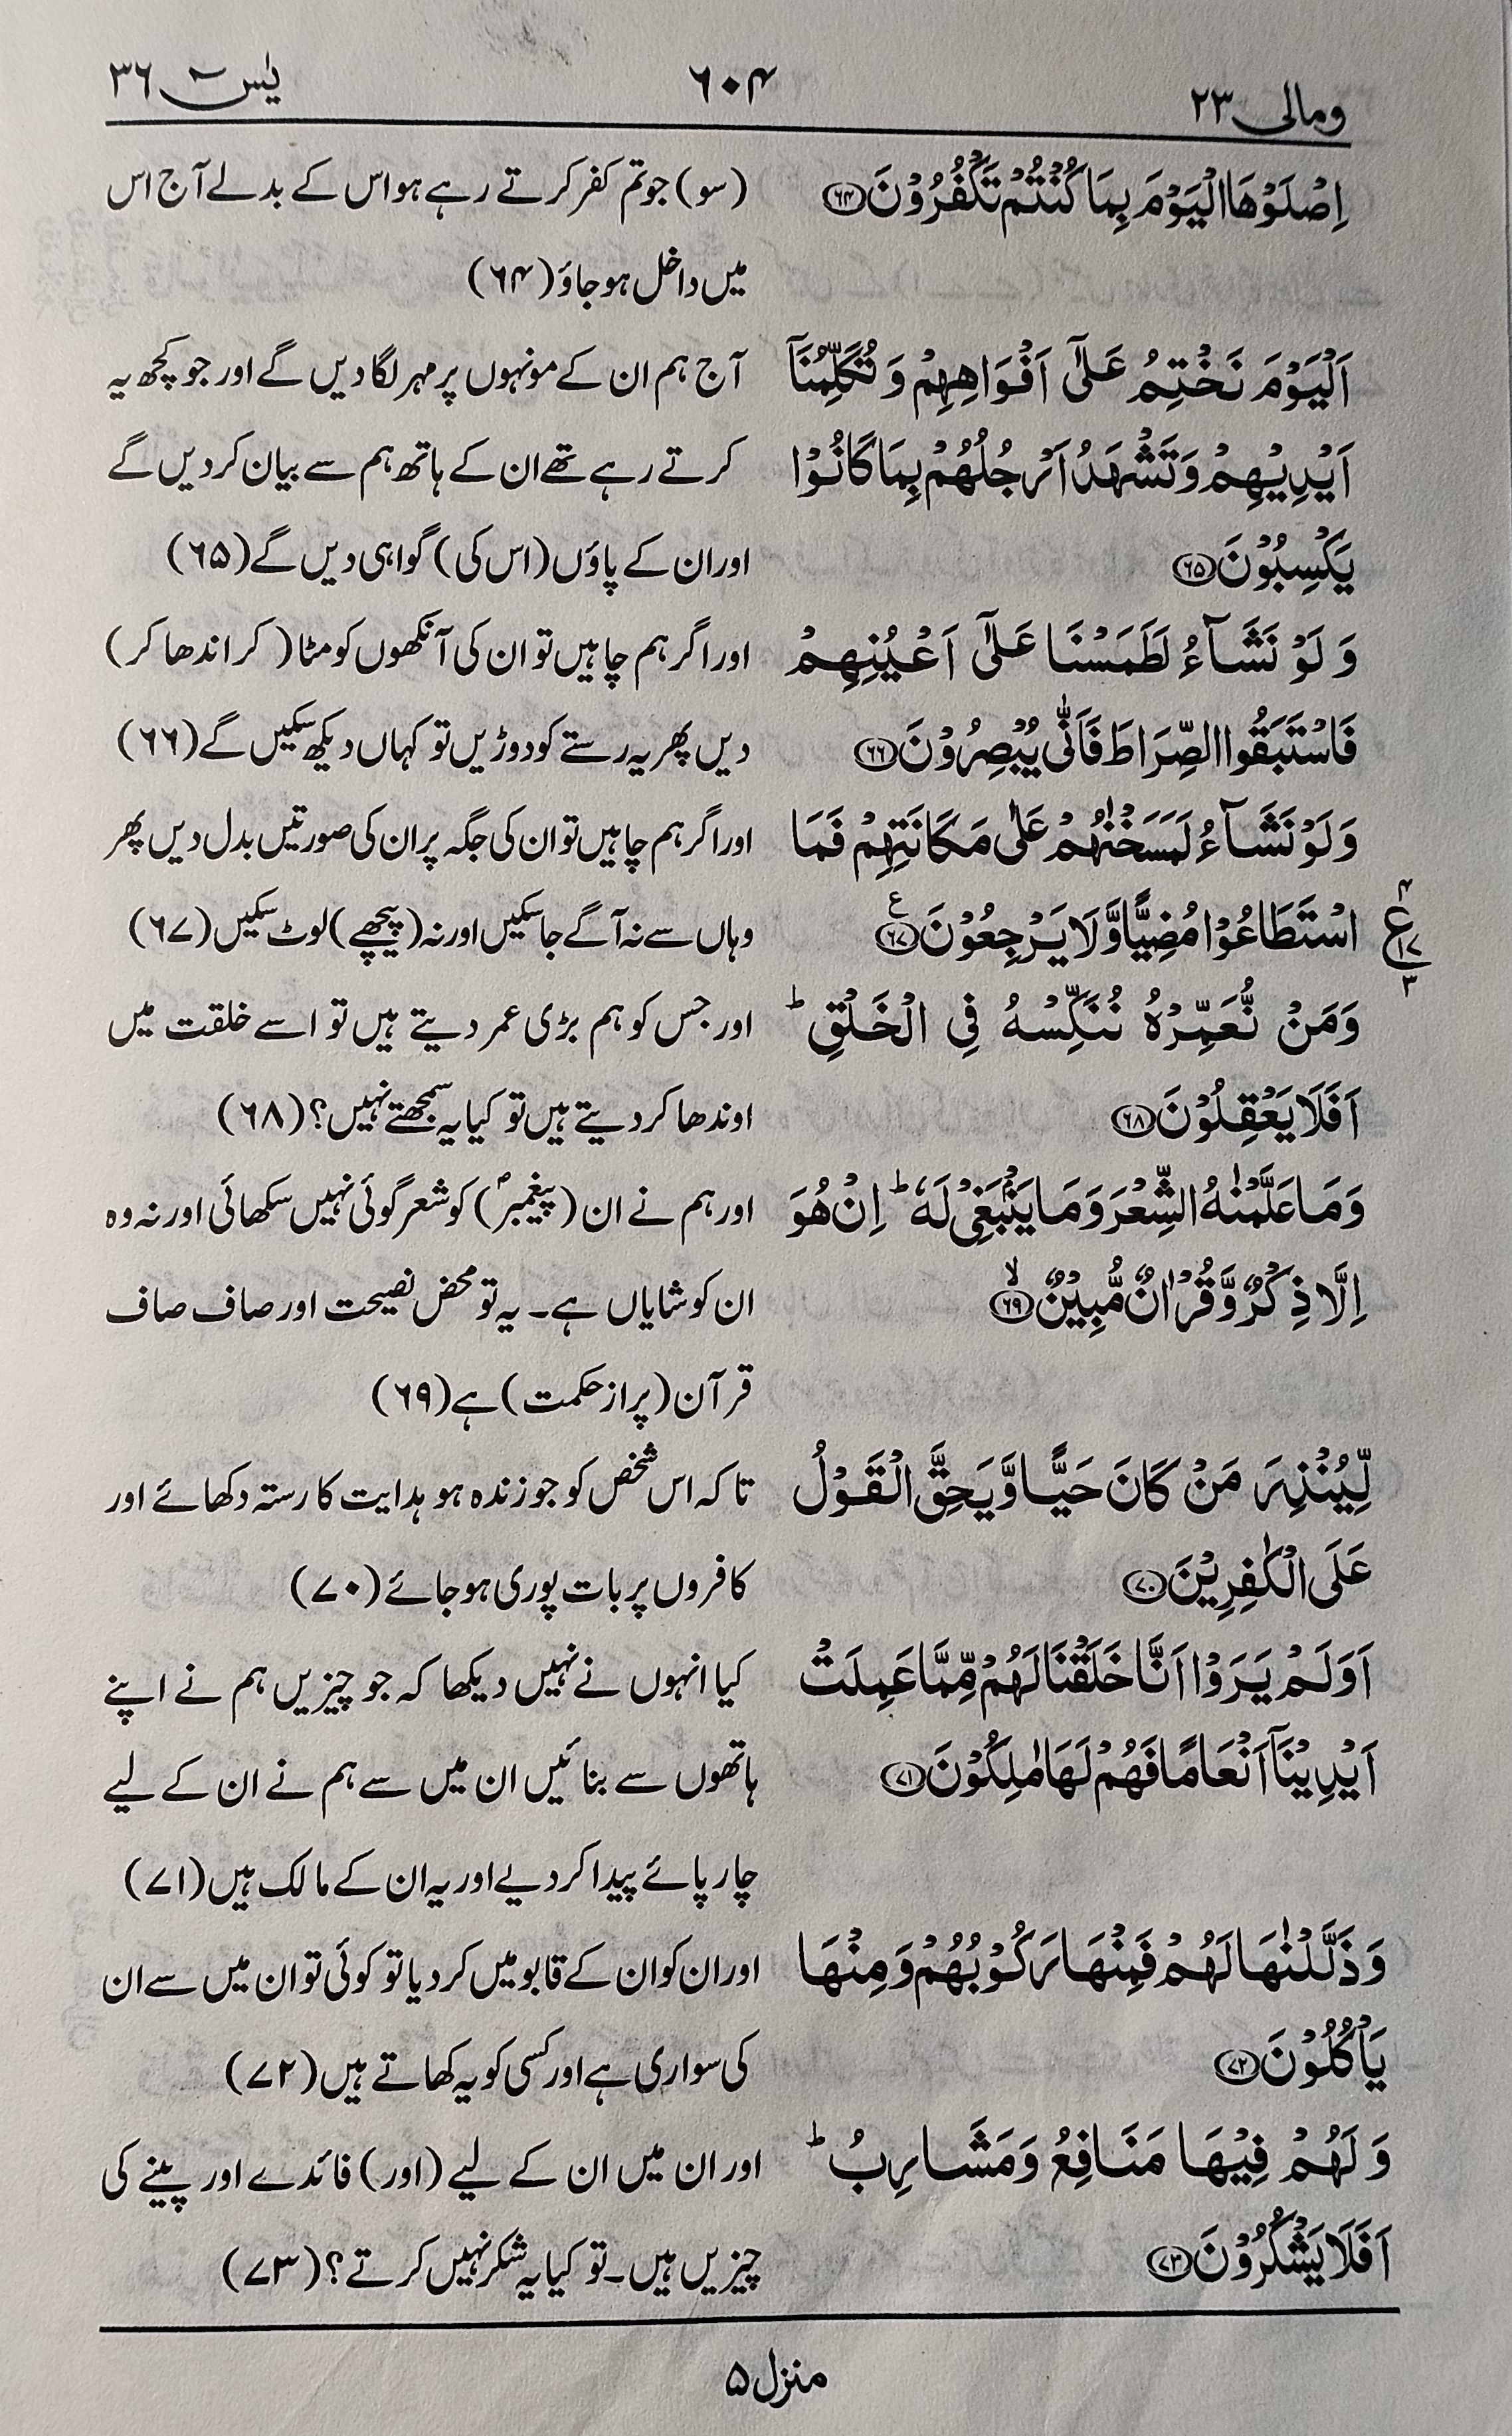 ومالی ۲۳
۶۰۴
یٰس ۳۶
اِصْلَوْهَا الْيَوْمَ بِمَا كُنْتُمْ تَكْفُرُوْنَ ۶۴
(سو) جو تم کفر کرتے رہے ہو اس کے بدلے آج اس
میں داخل ہو جاؤ (۶۴)
اَلْيَوْمَ نَخْتِمُ عَلٰٓى اَفْوَاهِهِمْ وَ تُكَلِّمُنَآ
آج ہم ان کے مونہوں پر مہر لگا دیں گے اور جو کچھ یہ
اَيْدِيْهِمْ وَ تَشْهَدُ اَرْجُلُهُمْ بِمَا كَانُوْا
کرتے رہے تھے ان کے ہاتھ ہم سے بیان کر دیں گے
يَكْسِبُوْنَ ۶۵
اور ان کے پاؤں (اس کی) گواہی دیں گے (۶۵)
وَ لَوْ نَشَآءُ لَطَمَسْنَا عَلٰٓى اَعْيُنِهِمْ
اور اگر ہم چاہیں تو ان کی آنکھوں کو مٹا (کر اندھا کر)
فَاسْتَبَقُوا الصِّرَاطَ فَاَنّٰى يُبْصِرُوْنَ ۶۶
دیں پھر یہ رستے کو دوڑیں تو کہاں دیکھ سکیں گے (۶۶)
وَ لَوْ نَشَآءُ لَمَسَخْنٰهُمْ عَلٰى مَكَانَتِهِمْ فَمَا
اور اگر ہم چاہیں تو ان کی جگہ پر ان کی صورتیں بدل دیں پھر
اسْتَطَاعُوْا مُضِيًّا وَّ لَا يَرْجِعُوْنَ ۶۷ ع
وہاں سے نہ آگے جا سکیں اور نہ (پیچھے) لوٹ سکیں (۶۷)
۴
ع ۱۷
۳
وَ مَنْ نُّعَمِّرْهُ نُنَكِّسْهُ فِى الْخَلْقِ ؕ
اور جس کو ہم بڑی عمر دیتے ہیں تو اسے خلقت میں
اَفَلَا يَعْقِلُوْنَ ۶۸
اوندھا کر دیتے ہیں تو کیا یہ سمجھتے نہیں؟ (۶۸)
وَ مَا عَلَّمْنٰهُ الشِّعْرَ وَ مَا يَنْۢبَغِىْ لَهٗ ؕ اِنْ هُوَ
اور ہم نے ان (پیغمبرؐ) کو شعر گوئی نہیں سکھائی اور نہ وہ
اِلَّا ذِكْرٌ وَّ قُرْاٰنٌ مُّبِيْنٌ ۶۹ ۙ
ان کو شایاں ہے۔ یہ تو محض نصیحت اور صاف صاف
قرآن (پراز حکمت) ہے (۶۹)
لِّيُنْذِرَ مَنْ كَانَ حَيًّا وَّ يَحِقَّ الْقَوْلُ
تاکہ اس شخص کو جو زندہ ہو ہدایت کا رستہ دکھائے اور
عَلَى الْكٰفِرِيْنَ ۷۰
کافروں پر بات پوری ہو جائے (۷۰)
اَوَ لَمْ يَرَوْا اَنَّا خَلَقْنَا لَهُمْ مِّمَّا عَمِلَتْ
کیا انہوں نے نہیں دیکھا کہ جو چیزیں ہم نے اپنے
اَيْدِيْنَآ اَنْعَامًا فَهُمْ لَهَا مٰلِكُوْنَ ۷۱
ہاتھوں سے بنائیں ان میں سے ہم نے ان کے لیے
چارپائے پیدا کر دیے اور یہ ان کے مالک ہیں (۷۱)
وَ ذَلَّلْنٰهَا لَهُمْ فَمِنْهَا رَكُوْبُهُمْ وَ مِنْهَا
اور ان کو ان کے قابو میں کر دیا تو کوئی تو ان میں سے ان
يَاْكُلُوْنَ ۷۲
کی سواری ہے اور کسی کو یہ کھاتے ہیں (۷۲)
وَ لَهُمْ فِيْهَا مَنَافِعُ وَ مَشَارِبُ ؕ
اور ان میں ان کے لیے (اور) فائدے اور پینے کی
اَفَلَا يَشْكُرُوْنَ ۷۳
چیزیں ہیں۔ تو کیا یہ شکر نہیں کرتے؟ (۷۳)
منزل ۵